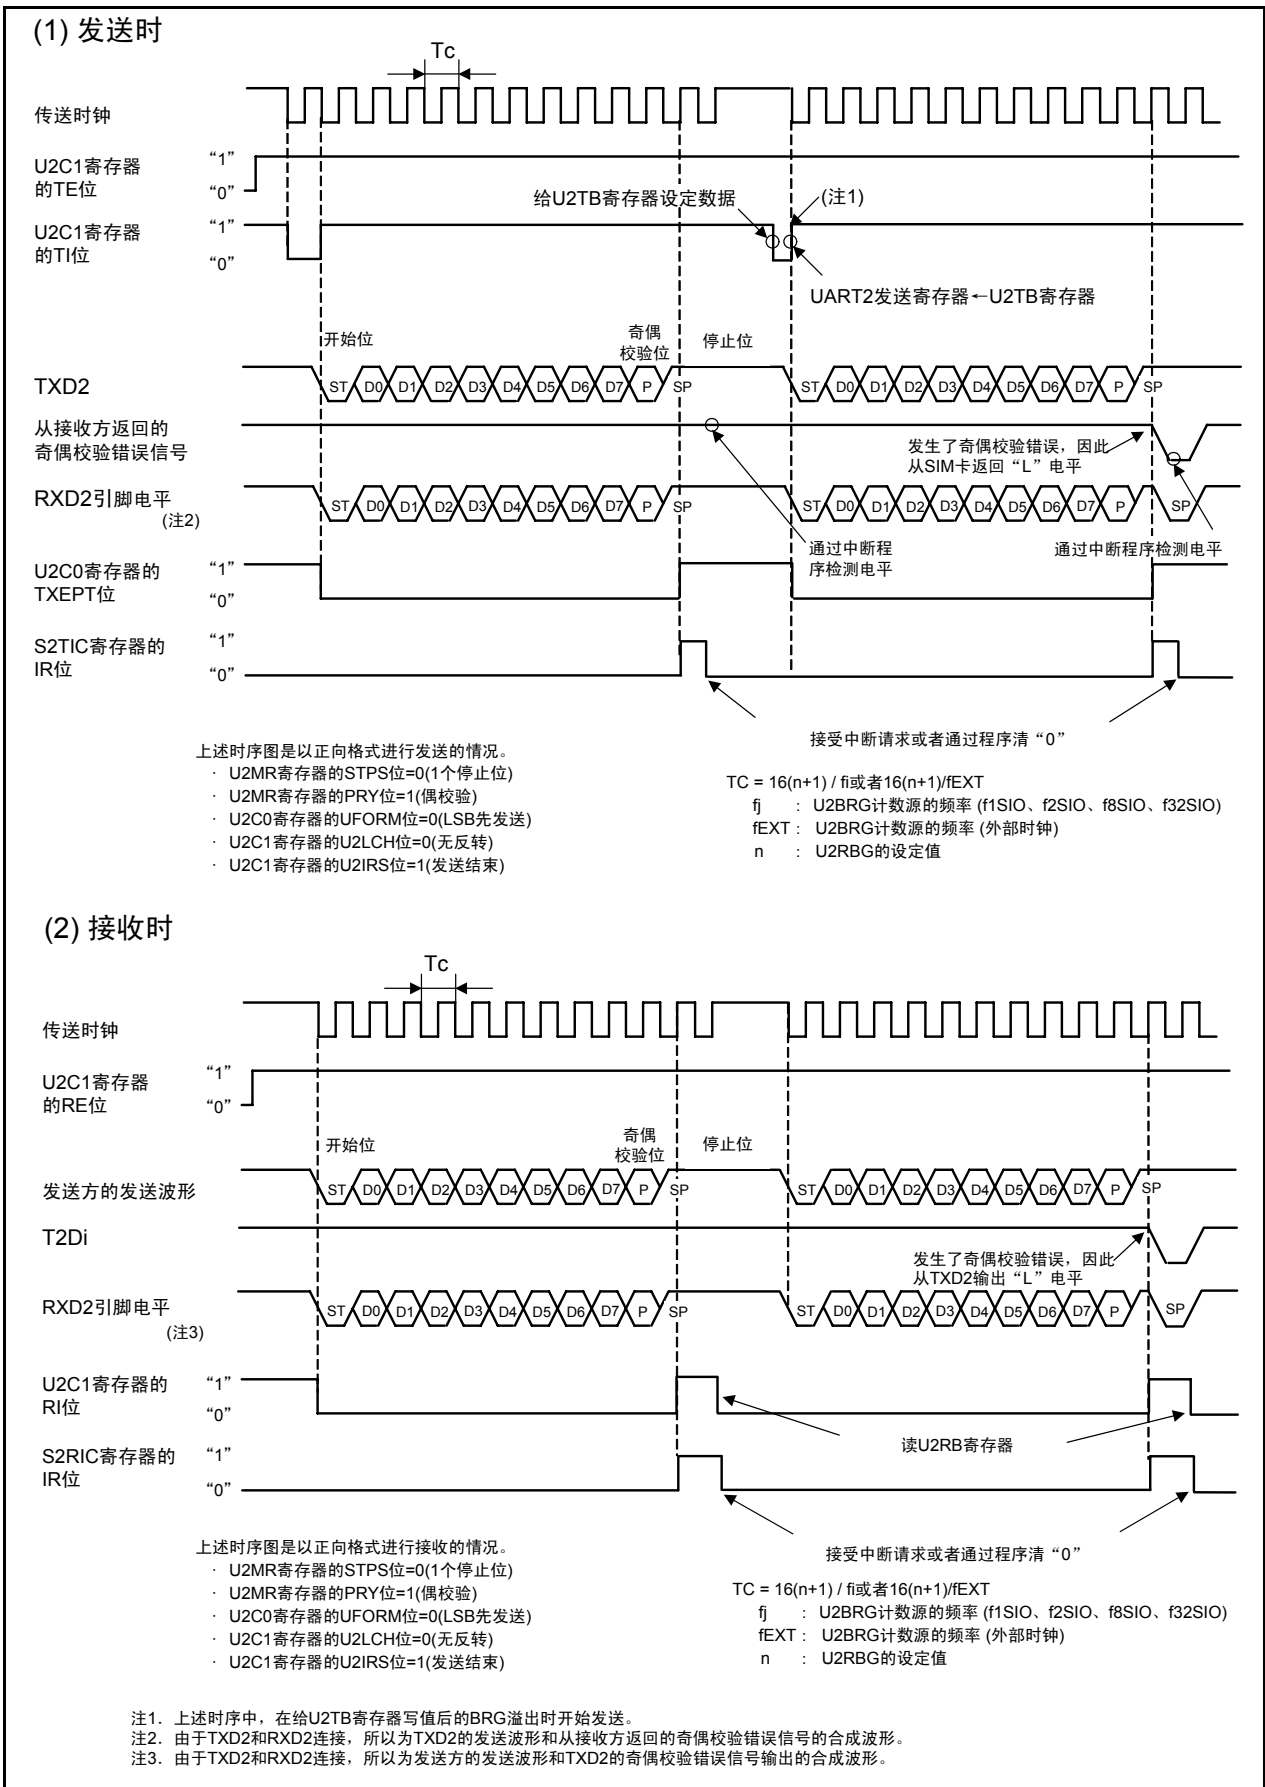 (1) 发送时
Tc
传送时钟
U2C1寄存器
的TE位
“1”
“0”
给U2TB寄存器设定数据
(注1)
U2C1寄存器
的TI位
“1”
“0”
UART2发送寄存器←U2TB寄存器
开始位
奇偶
校验位
停止位
TXD2
ST D0 D1 D2 D3 D4 D5 D6 D7 P SP
ST D0 D1 D2 D3 D4 D5 D6 D7 P SP
从接收方返回的
奇偶校验错误信号
发生了奇偶校验错误，因此
从SIM卡返回“L”电平
RXD2引脚电平
(注2)
ST D0 D1 D2 D3 D4 D5 D6 D7 P SP
ST D0 D1 D2 D3 D4 D5 D6 D7 P SP
通过中断程
序检测电平
通过中断程序检测电平
U2C0寄存器的
TXEPT位
“1”
“0”
S2TIC寄存器的
IR位
“1”
“0”
接受中断请求或者通过程序清“0”
上述时序图是以正向格式进行发送的情况。
· U2MR寄存器的STPS位=0(1个停止位)
· U2MR寄存器的PRY位=1(偶校验)
· U2C0寄存器的UFORM位=0(LSB先发送)
· U2C1寄存器的U2LCH位=0(无反转)
· U2C1寄存器的U2IRS位=1(发送结束)
TC = 16(n+1) / fi或者16(n+1)/fEXT
fj : U2BRG计数源的频率 (f1SIO、f2SIO、f8SIO、f32SIO)
fEXT : U2BRG计数源的频率 (外部时钟)
n : U2RBG的设定值
(2) 接收时
Tc
传送时钟
U2C1寄存器
的RE位
“1”
“0”
开始位
奇偶
校验位
停止位
发送方的发送波形
ST D0 D1 D2 D3 D4 D5 D6 D7 P SP
ST D0 D1 D2 D3 D4 D5 D6 D7 P SP
T2Di
发生了奇偶校验错误，因此
从TXD2输出“L”电平
RXD2引脚电平
(注3)
ST D0 D1 D2 D3 D4 D5 D6 D7 P SP
ST D0 D1 D2 D3 D4 D5 D6 D7 P SP
U2C1寄存器的
RI位
“1”
“0”
读U2RB寄存器
S2RIC寄存器的
IR位
“1”
“0”
接受中断请求或者通过程序清“0”
上述时序图是以正向格式进行接收的情况。
· U2MR寄存器的STPS位=0(1个停止位)
· U2MR寄存器的PRY位=1(偶校验)
· U2C0寄存器的UFORM位=0(LSB先发送)
· U2C1寄存器的U2LCH位=0(无反转)
· U2C1寄存器的U2IRS位=1(发送结束)
TC = 16(n+1) / fi或者16(n+1)/fEXT
fj : U2BRG计数源的频率 (f1SIO、f2SIO、f8SIO、f32SIO)
fEXT : U2BRG计数源的频率 (外部时钟)
n : U2RBG的设定值
注1. 上述时序中，在给U2TB寄存器写值后的BRG溢出时开始发送。
注2. 由于TXD2和RXD2连接，所以为TXD2的发送波形和从接收方返回的奇偶校验错误信号的合成波形。
注3. 由于TXD2和RXD2连接，所以为发送方的发送波形和TXD2的奇偶校验错误信号输出的合成波形。